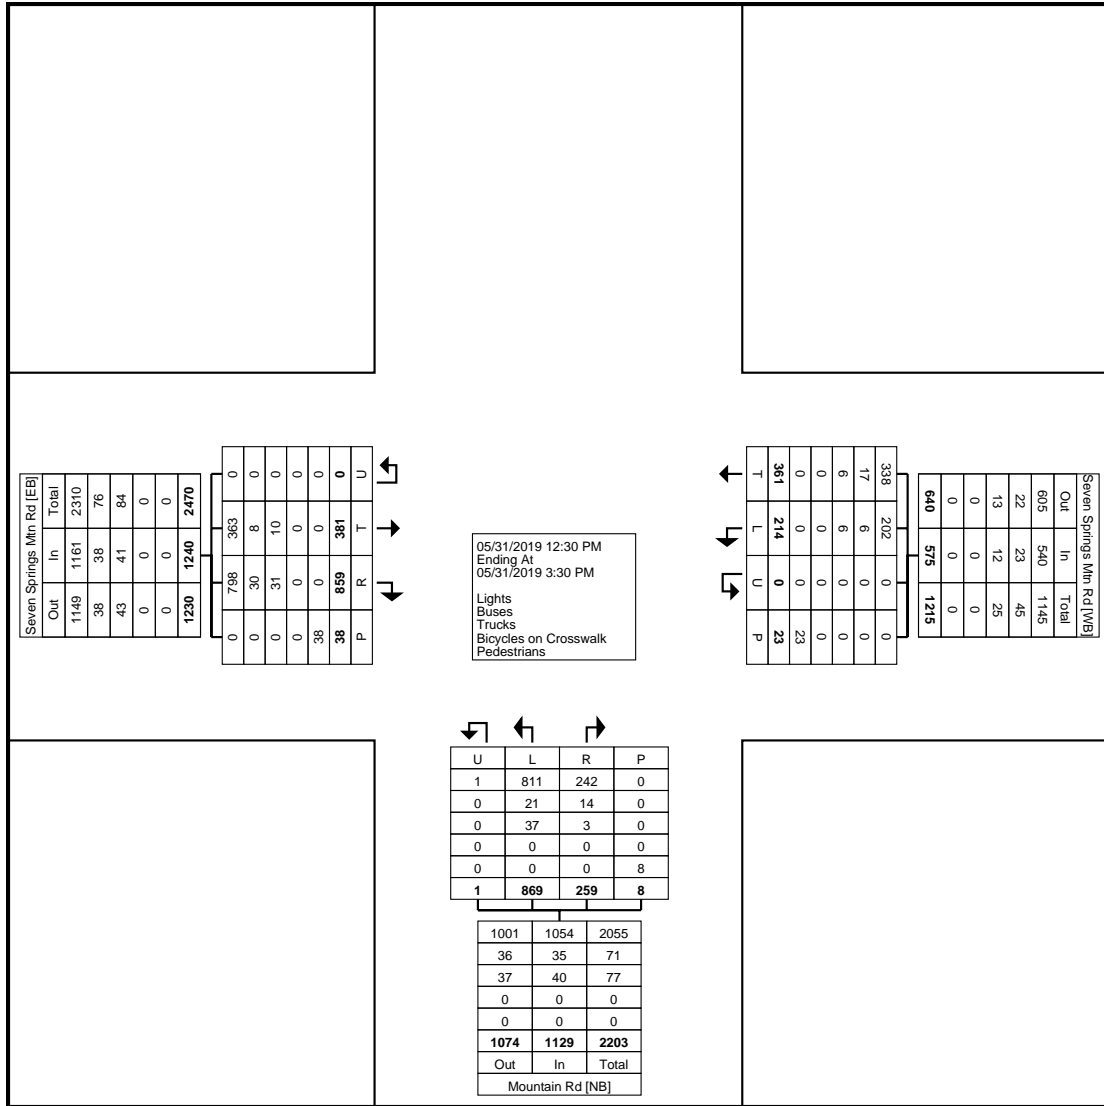 Seven Springs Mtn Rd [EB]
Out In Total
1149 1161 2310
38 38 76
43 41 84
0 0 0
0 0 0
1230 1240 2470
0 798 363 0
0 30 8 0
0 31 10 0
0 0 0 0
38 0 0 0
38 859 381 0
P R T U
05/31/2019 12:30 PM
Ending At
05/31/2019 3:30 PM
Lights
Buses
Trucks
Bicycles on Crosswalk
Pedestrians
Seven Springs Mtn Rd [WB]
Out In Total
605 540 1145
22 23 45
13 12 25
0 0 0
0 0 0
640 575 1215
338 202 0 0
17 6 0 0
6 6 0 0
0 0 0 0
0 0 0 23
361 214 0 23
T L U P
U L R P
1 811 242 0
0 21 14 0
0 37 3 0
0 0 0 0
0 0 0 8
1 869 259 8
1001 1054 2055
36 35 71
37 40 77
0 0 0
0 0 0
1074 1129 2203
Out In Total
Mountain Rd [NB]